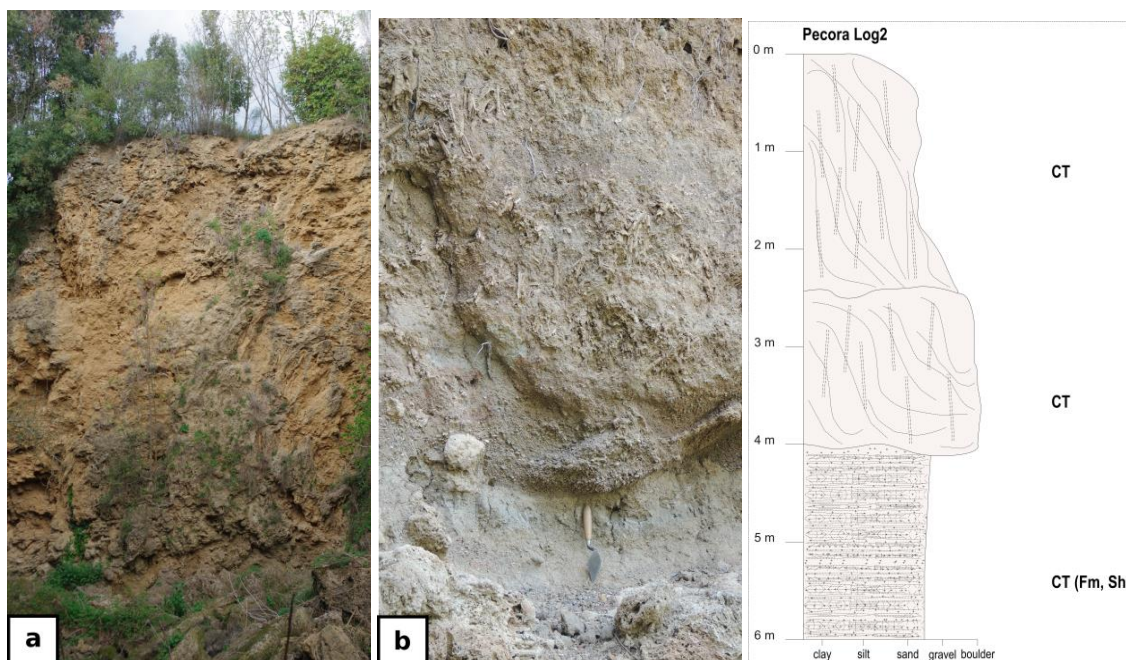 a
b
Pecora Log2
0 m
1 m
CT
2 m
3 m
CT
4 m
5 m
CT (Fm, Sh
6 m
clay silt sand gravel boulder